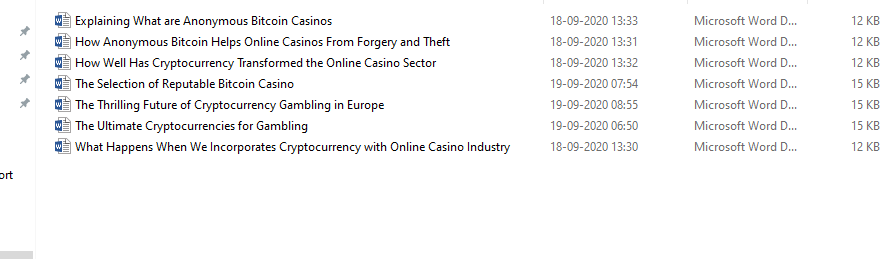 Explaining What are Anonymous Bitcoin Casinos 18-09-2020 13:33 Microsoft Word D... 12 KB
How Anonymous Bitcoin Helps Online Casinos From Forgery and Theft 18-09-2020 13:31 Microsoft Word D... 12 KB
How Well Has Cryptocurrency Transformed the Online Casino Sector 18-09-2020 13:32 Microsoft Word D... 12 KB
The Selection of Reputable Bitcoin Casino 19-09-2020 07:54 Microsoft Word D... 15 KB
The Thrilling Future of Cryptocurrency Gambling in Europe 19-09-2020 08:55 Microsoft Word D... 15 KB
The Ultimate Cryptocurrencies for Gambling 19-09-2020 06:50 Microsoft Word D... 15 KB
What Happens When We Incorporates Cryptocurrency with Online Casino Industry 18-09-2020 13:30 Microsoft Word D... 12 KB
ort